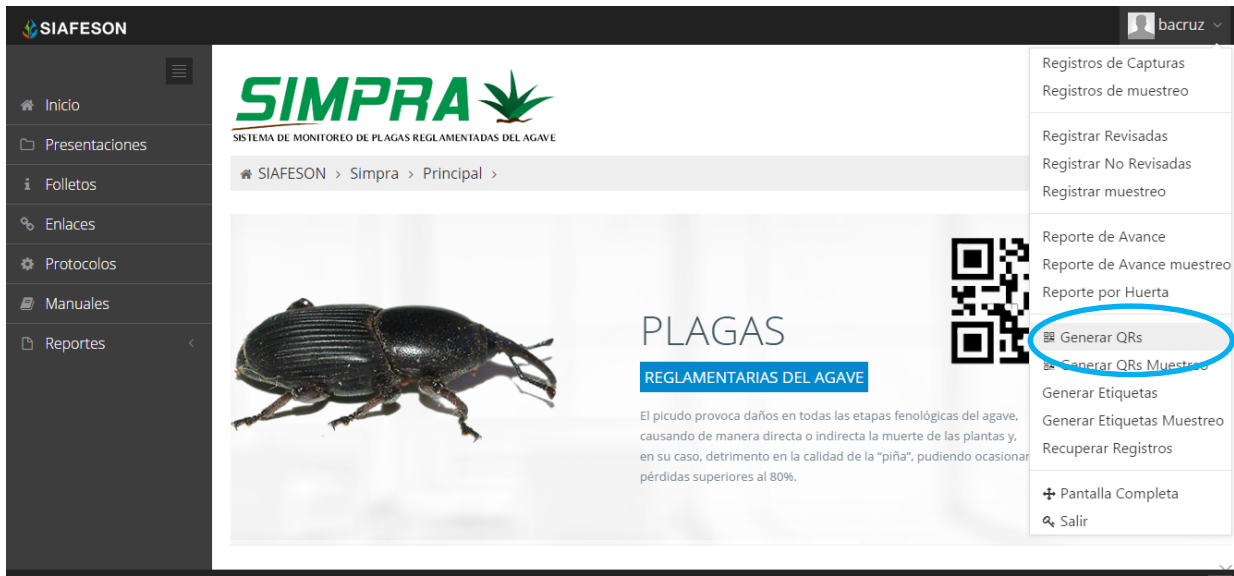 SIAFESON
bacruz
Inicio
Presentaciones
Folletos
Enlaces
Protocolos
Manuales
Reportes
SIMPRA
SISTEMA DE MONITOREO DE PLAGAS REGLAMENTADAS DEL AGAVE
SIAFESON > Simpra > Principal >
PLAGAS
REGLAMENTARIAS DEL AGAVE
El picudo provoca daños en todas las etapas fenológicas del agave,
causando de manera directa o indirecta la muerte de las plantas y,
en su caso, detrimento en la calidad de la "piña", pudiendo ocasionar
pérdidas superiores al 80%.
Registros de Capturas
Registros de muestreo
Registrar Revisadas
Registrar No Revisadas
Registrar muestreo
Reporte de Avance
Reporte de Avance muestreo
Reporte por Huerta
Generar QRs
Generar QRs Muestreo
Generar Etiquetas
Generar Etiquetas Muestreo
Recuperar Registros
Pantalla Completa
Salir